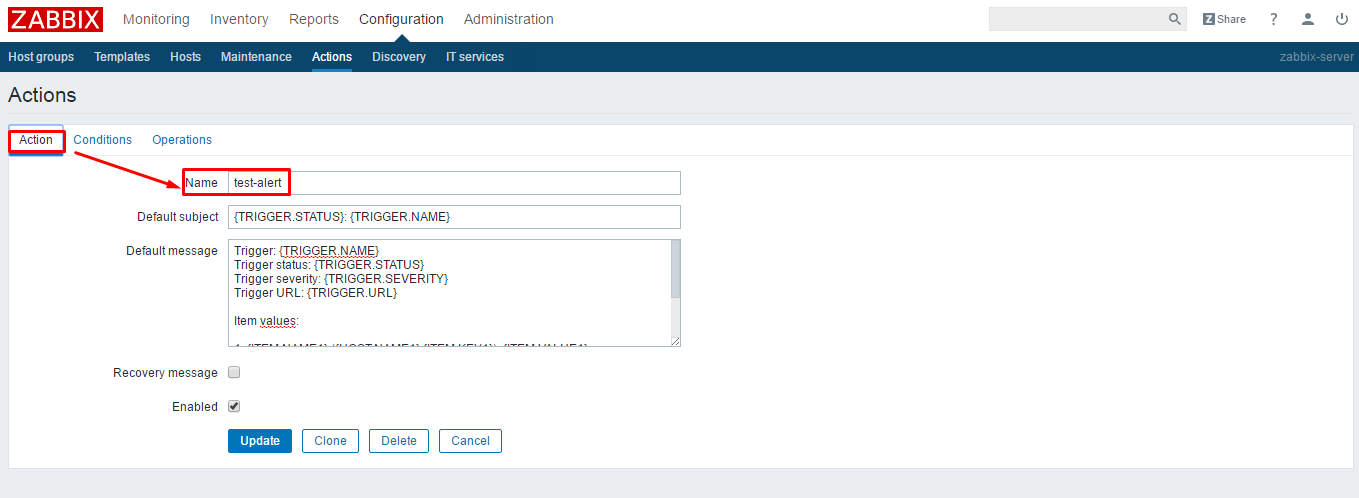 ZABBIX Monitoring Inventory Reports Configuration Administration Z Share ?
Host groups Templates Hosts Maintenance Actions Discovery IT services zabbix-server
Actions
Action Conditions Operations
Name test-alert
Default subject {TRIGGER.STATUS}: {TRIGGER.NAME}
Default message Trigger: {TRIGGER.NAME}
Trigger status: {TRIGGER.STATUS}
Trigger severity: {TRIGGER.SEVERITY}
Trigger URL: {TRIGGER.URL}
Item values:
Recovery message
Enabled
Update Clone Delete Cancel